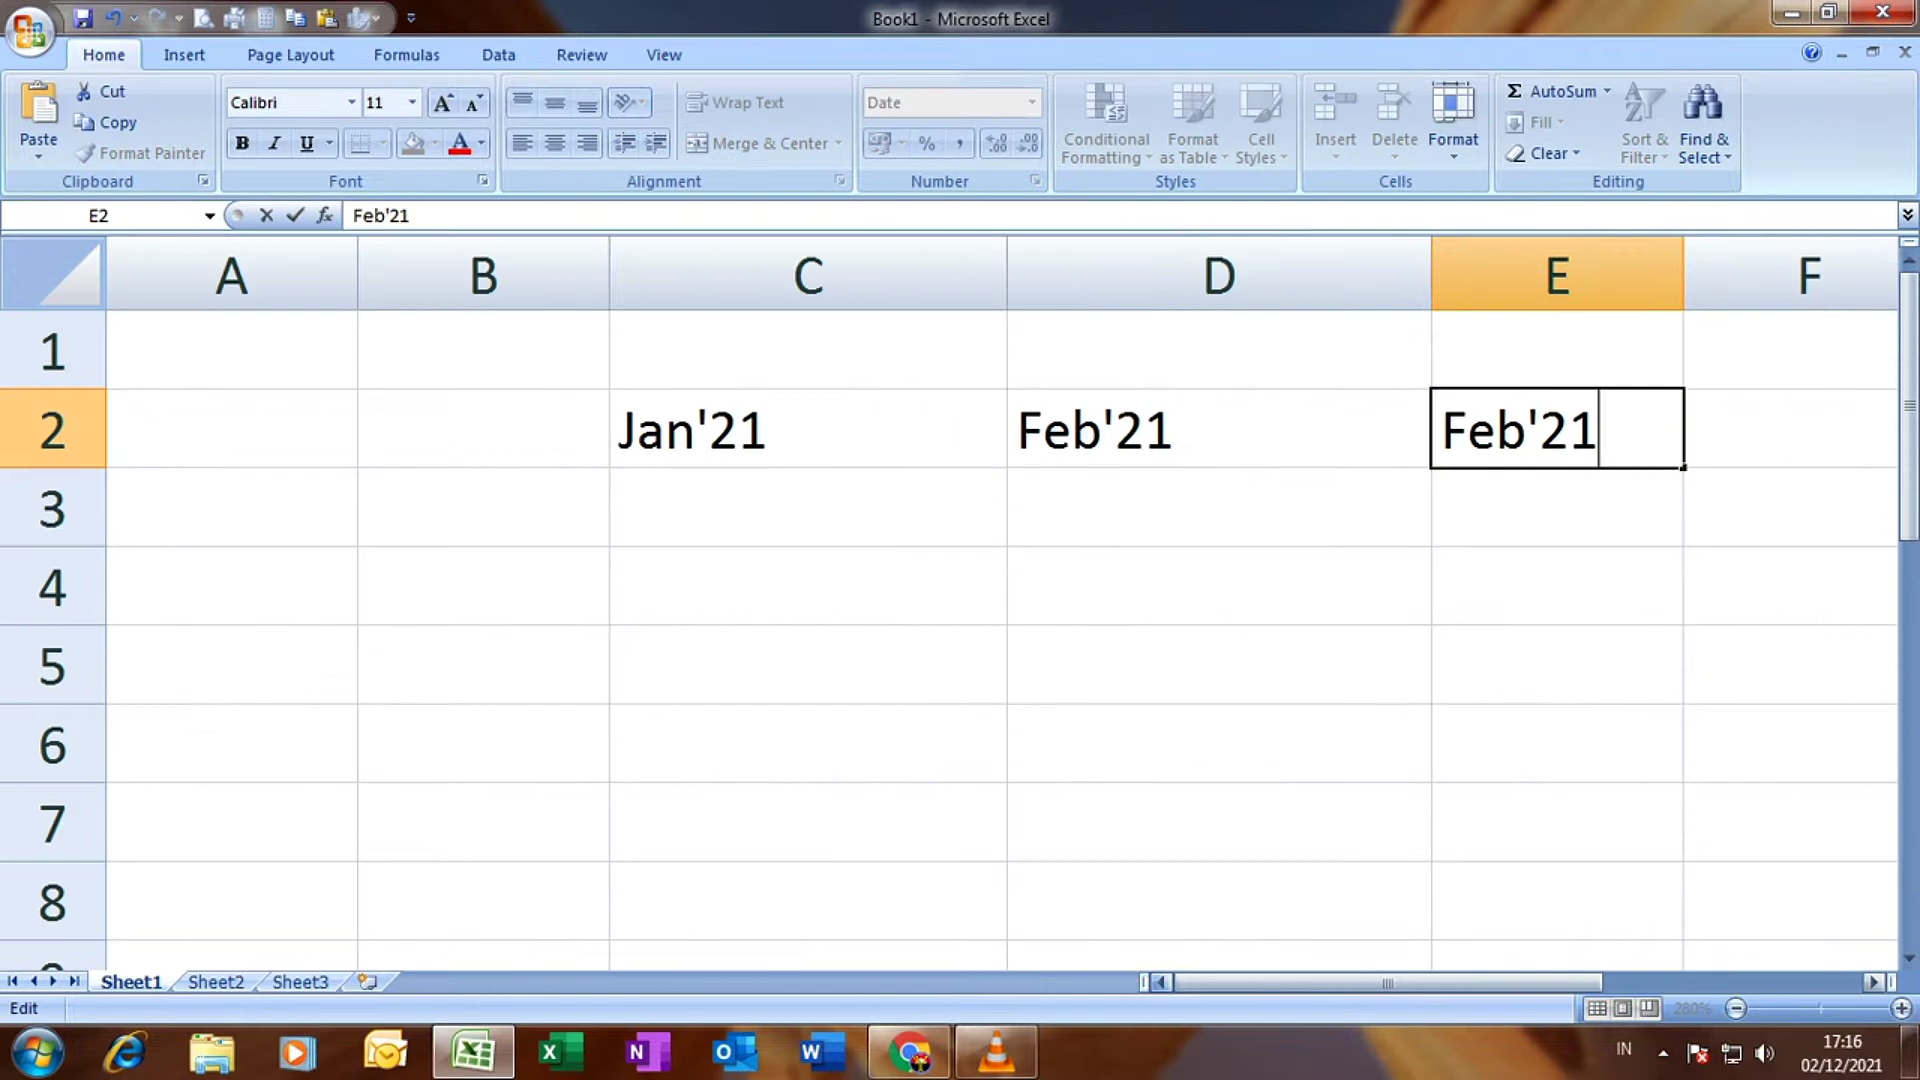 Book1 - Microsoft Excel
Home Insert Page Layout Formulas Data Review View
Paste Cut Copy Format Painter
Clipboard
Calibri 11
B I U
Font
Wrap Text
Merge & Center
Alignment
Date
%
Number
Conditional Formatting Format as Table Cell Styles
Styles
Insert Delete Format
Cells
Σ AutoSum
Fill
Clear
Sort & Filter
Find & Select
Editing
E2 fx Feb'21
A B C D E F
1
2 Jan'21 Feb'21 Feb'21
3
4
5
6
7
8
Sheet1 Sheet2 Sheet3
Edit 280%
IN 17:16
02/12/2021